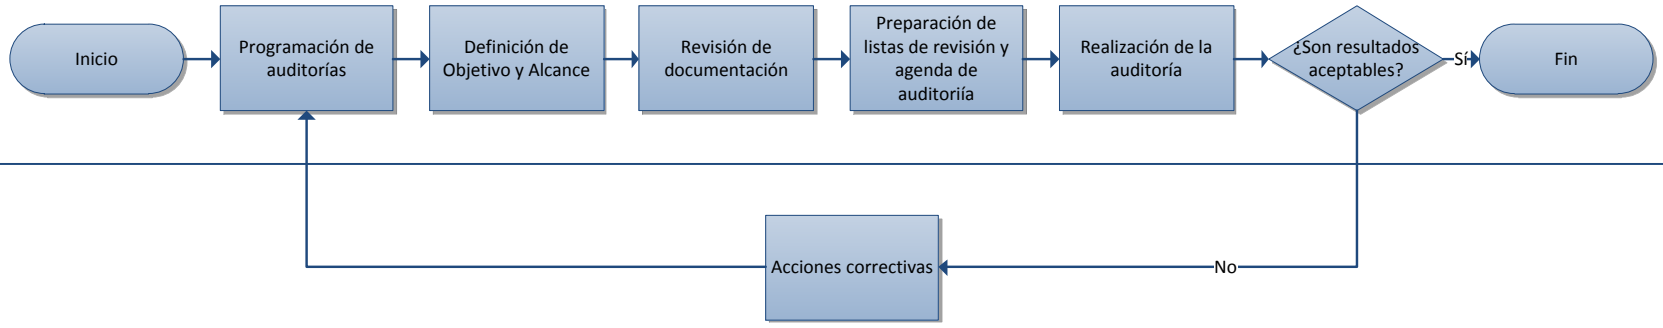 Inicio
Programación de
auditorías
Definición de
Objetivo y Alcance
Revisión de
documentación
Preparación de
listas de revisión y
agenda de
auditoriía
Realización de la
auditoría
¿Son resultados
aceptables?
Sí
Fin
Acciones correctivas
No